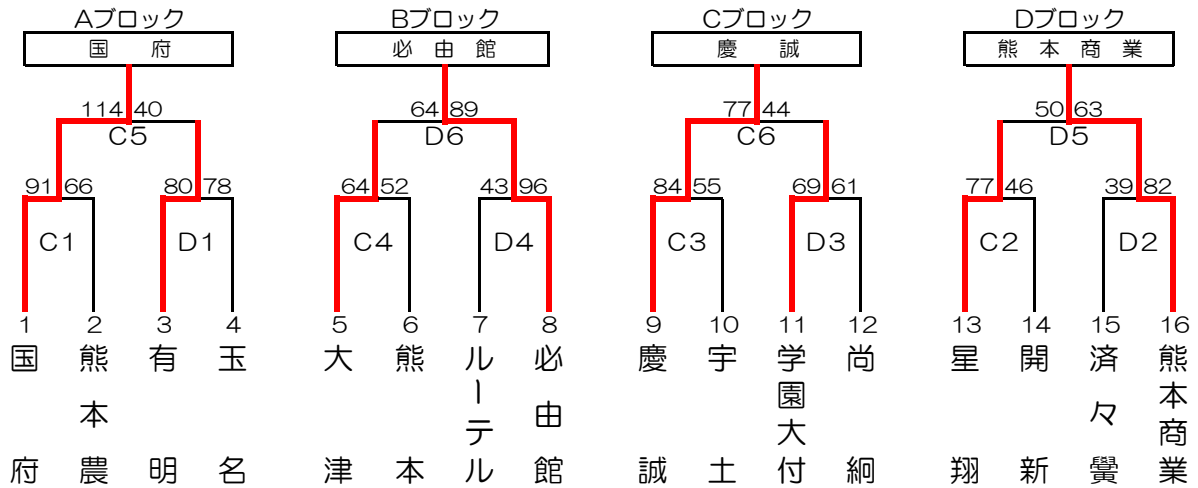 Aブロック Bブロック Cブロック Dブロック
国府 必由館 慶誠 熊本商業
114 40 64 89 77 44 50 63
C5 D6 C6 D5
91 66 80 78 64 52 43 96 84 55 69 61 77 46 39 82
C1 D1 C4 D4 C3 D3 C2 D2
1 2 3 4 5 6 7 8 9 10 11 12 13 14 15 16
国府 熊本農 有明 玉名 大津 熊本 ルーテル 必由館 慶誠 宇土 学園大付 尚絅 星翔 開新 済々黌 熊本商業